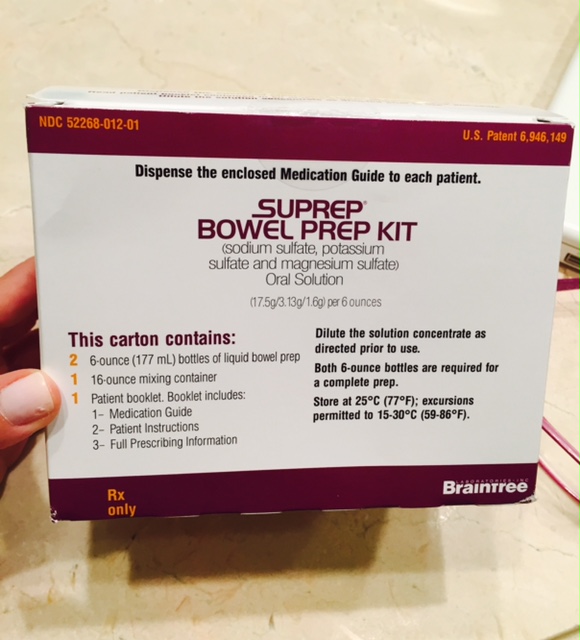 NDC 52268-012-01
U.S. Patent 6,946,149
Dispense the enclosed Medication Guide to each patient.
SUPREP®
BOWEL PREP KIT
(sodium sulfate, potassium
sulfate and magnesium sulfate)
Oral Solution
(17.5g/3.13g/1.6g) per 6 ounces
This carton contains:
2 6-ounce (177 mL) bottles of liquid bowel prep
1 16-ounce mixing container
1 Patient booklet. Booklet includes:
1- Medication Guide
2- Patient Instructions
3- Full Prescribing Information
Dilute the solution concentrate as
directed prior to use.
Both 6-ounce bottles are required for
a complete prep.
Store at 25°C (77°F); excursions
permitted to 15-30°C (59-86°F).
Rx
only
LABORATORIES, INC
Braintree